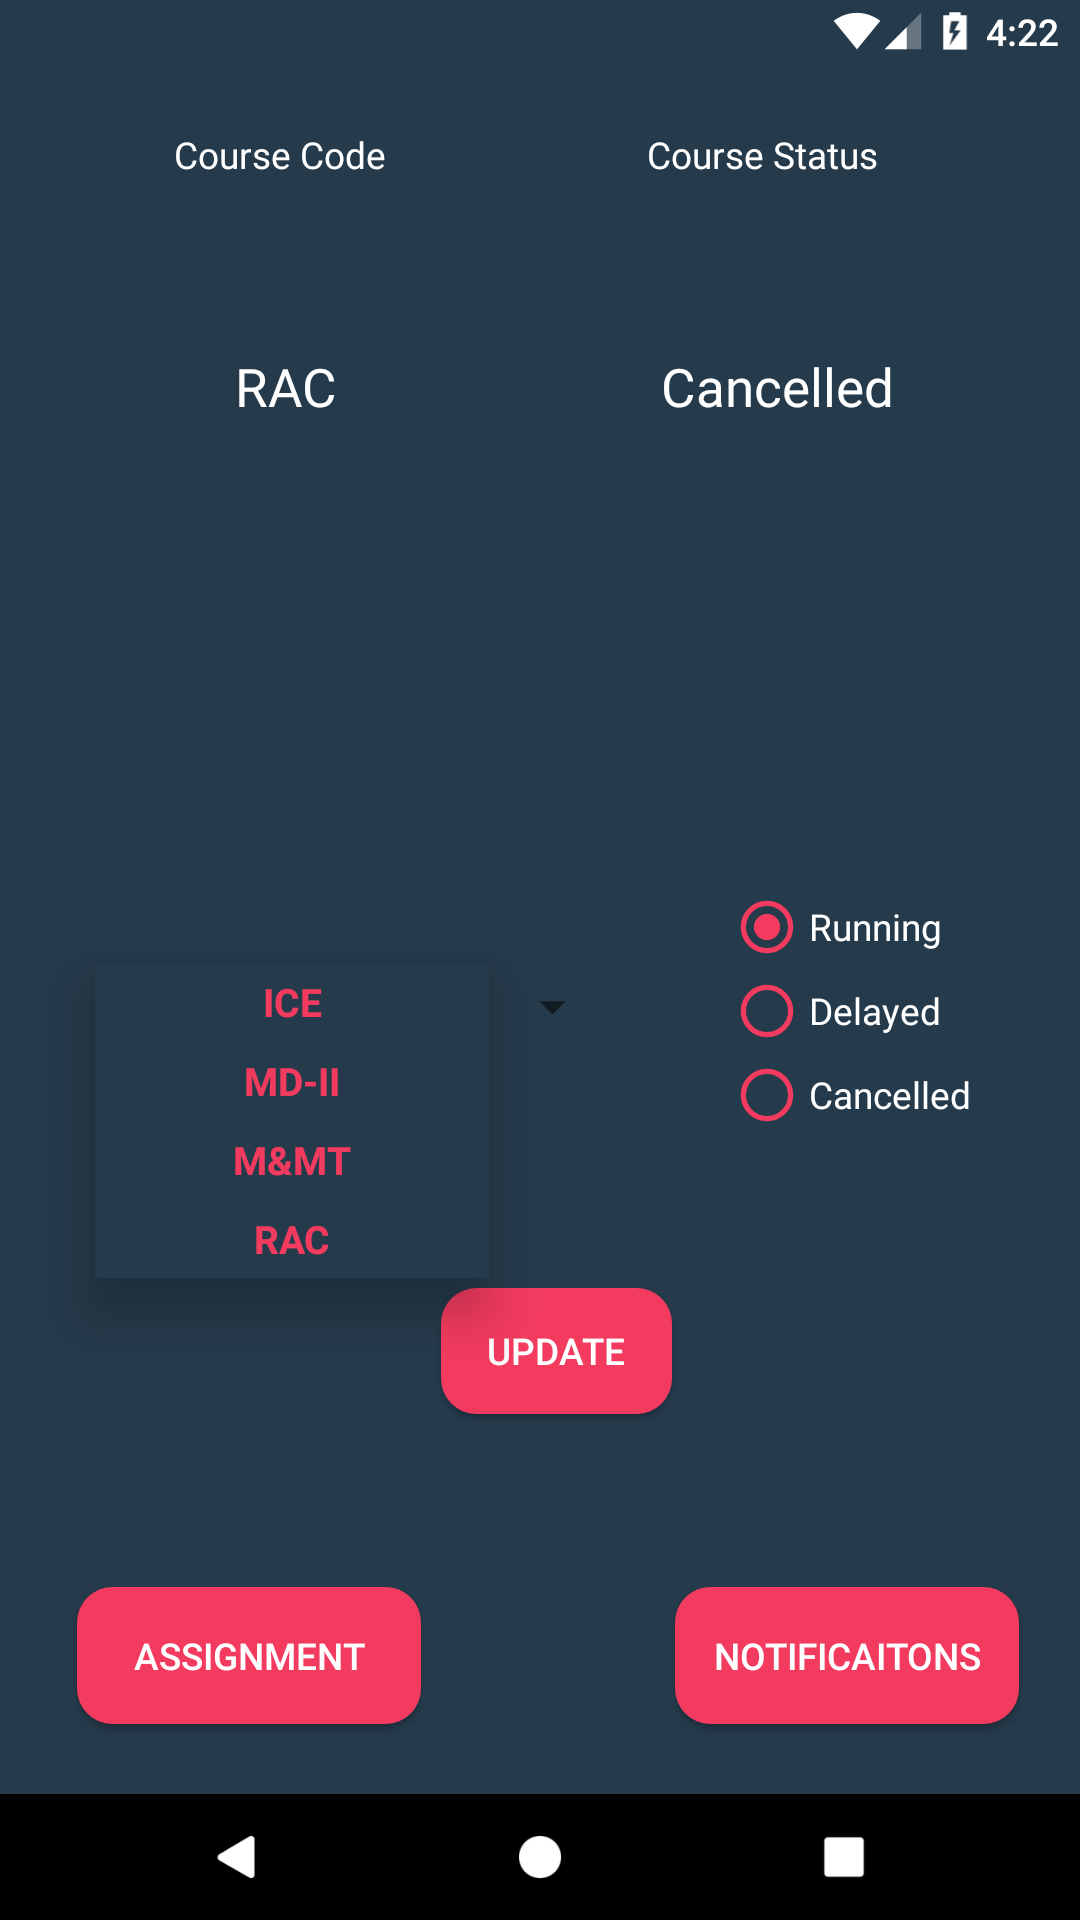 4:22
Course Code Course Status
RAC Cancelled
Running
ICE
Delayed
MD-II
Cancelled
M&MT
RAC
UPDATE
ASSIGNMENT NOTIFICAITONS